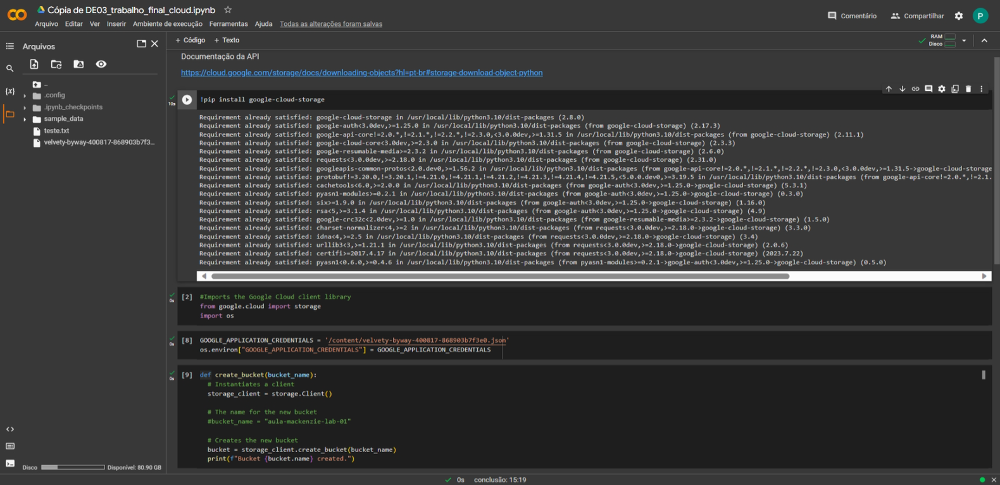 Cópia de DE03_trabalho_final_cloud.ipynb
Comentário
Compartilhar
P
Arquivo Editar Ver Inserir Ambiente de execução Ferramentas Ajuda Todas as alterações foram salvas
Arquivos
..
.config
.ipynb_checkpoints
sample_data
teste.txt
velvety-byway-400817-868903b7f3...
Disco
Disponível: 80.90 GB
+ Código + Texto
RAM
Disco
Documentação da API
https://cloud.google.com/storage/docs/downloading-objects?hl=pt-br#storage-download-object-python
10s
!pip install google-cloud-storage
Requirement already satisfied: google-cloud-storage in /usr/local/lib/python3.10/dist-packages (2.8.0)
Requirement already satisfied: google-auth<3.0dev,>=1.25.0 in /usr/local/lib/python3.10/dist-packages (from google-cloud-storage) (2.17.3)
Requirement already satisfied: google-api-core!=2.0.*,!=2.1.*,!=2.2.*,!=2.3.0,<3.0.0dev,>=1.31.5 in /usr/local/lib/python3.10/dist-packages (from google-cloud-storage) (2.11.1)
Requirement already satisfied: google-cloud-core<3.0dev,>=2.3.0 in /usr/local/lib/python3.10/dist-packages (from google-cloud-storage) (2.3.3)
Requirement already satisfied: google-resumable-media>=2.3.2 in /usr/local/lib/python3.10/dist-packages (from google-cloud-storage) (2.6.0)
Requirement already satisfied: requests<3.0.0dev,>=2.18.0 in /usr/local/lib/python3.10/dist-packages (from google-cloud-storage) (2.31.0)
Requirement already satisfied: googleapis-common-protos<2.0.dev0,>=1.56.2 in /usr/local/lib/python3.10/dist-packages (from google-api-core!=2.0.*,!=2.1.*,!=2.2.*,!=2.3.0,<3.0.0dev,>=1.31.5->google-cloud-storage
Requirement already satisfied: protobuf!=3.20.0,!=3.20.1,!=4.21.0,!=4.21.1,!=4.21.2,!=4.21.3,!=4.21.4,!=4.21.5,<5.0.0.dev0,>=3.19.5 in /usr/local/lib/python3.10/dist-packages (from google-api-core!=2.0.*,!=2.1.
Requirement already satisfied: cachetools<6.0,>=2.0.0 in /usr/local/lib/python3.10/dist-packages (from google-auth<3.0dev,>=1.25.0->google-cloud-storage) (5.3.1)
Requirement already satisfied: pyasn1-modules>=0.2.1 in /usr/local/lib/python3.10/dist-packages (from google-auth<3.0dev,>=1.25.0->google-cloud-storage) (0.3.0)
Requirement already satisfied: six>=1.9.0 in /usr/local/lib/python3.10/dist-packages (from google-auth<3.0dev,>=1.25.0->google-cloud-storage) (1.16.0)
Requirement already satisfied: rsa<5,>=3.1.4 in /usr/local/lib/python3.10/dist-packages (from google-auth<3.0dev,>=1.25.0->google-cloud-storage) (4.9)
Requirement already satisfied: google-crc32c<2.0dev,>=1.0 in /usr/local/lib/python3.10/dist-packages (from google-resumable-media>=2.3.2->google-cloud-storage) (1.5.0)
Requirement already satisfied: charset-normalizer<4,>=2 in /usr/local/lib/python3.10/dist-packages (from requests<3.0.0dev,>=2.18.0->google-cloud-storage) (3.3.0)
Requirement already satisfied: idna<4,>=2.5 in /usr/local/lib/python3.10/dist-packages (from requests<3.0.0dev,>=2.18.0->google-cloud-storage) (3.4)
Requirement already satisfied: urllib3<3,>=1.21.1 in /usr/local/lib/python3.10/dist-packages (from requests<3.0.0dev,>=2.18.0->google-cloud-storage) (2.0.6)
Requirement already satisfied: certifi>=2017.4.17 in /usr/local/lib/python3.10/dist-packages (from requests<3.0.0dev,>=2.18.0->google-cloud-storage) (2023.7.22)
Requirement already satisfied: pyasn1<0.6.0,>=0.4.6 in /usr/local/lib/python3.10/dist-packages (from pyasn1-modules>=0.2.1->google-auth<3.0dev,>=1.25.0->google-cloud-storage) (0.5.0)
0s
[2] #Imports the Google Cloud client library
from google.cloud import storage
import os
0s
[8] GOOGLE_APPLICATION_CREDENTIALS = '/content/velvety-byway-400817-868903b7f3e0.json'
os.environ["GOOGLE_APPLICATION_CREDENTIALS"] = GOOGLE_APPLICATION_CREDENTIALS
0s
[9] def create_bucket(bucket_name):
# Instantiates a client
storage_client = storage.Client()
# The name for the new bucket
#bucket_name = "aula-mackenzie-lab-01"
# Creates the new bucket
bucket = storage_client.create_bucket(bucket_name)
print(f"Bucket {bucket.name} created.")
0s conclusão: 15:19